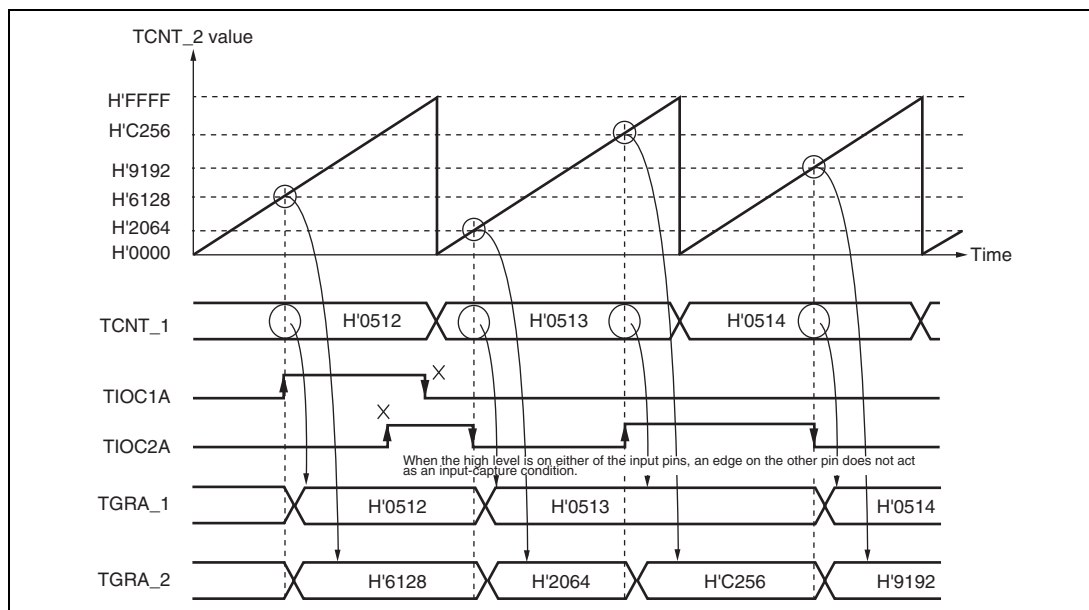 TCNT_2 value
H'FFFF
H'C256
H'9192
H'6128
H'2064
H'0000
Time
TCNT_1 H'0512 H'0513 H'0514
X
TIOC1A
X
TIOC2A
When the high level is on either of the input pins, an edge on the other pin does not act
as an input-capture condition.
TGRA_1 H'0512 H'0513 H'0514
TGRA_2 H'6128 H'2064 H'C256 H'9192